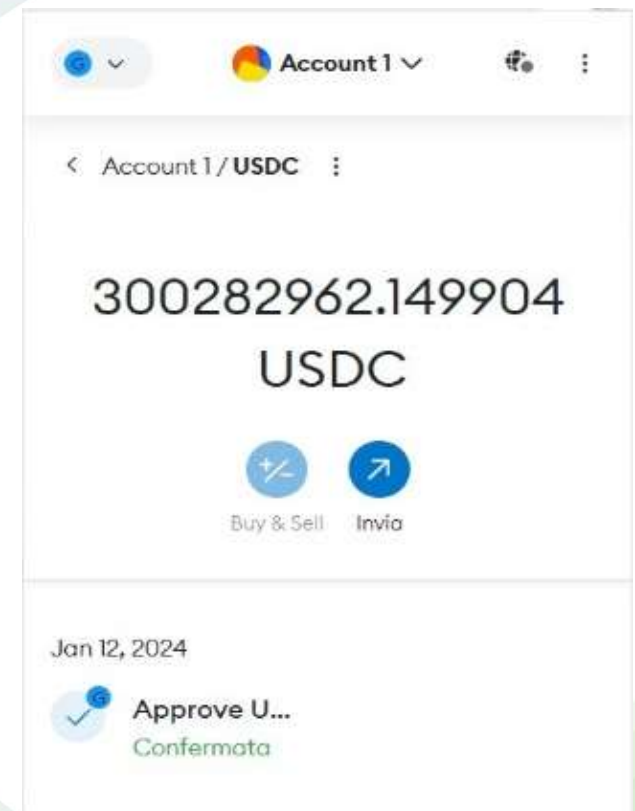 G
Account 1
Account 1 / USDC
300282962.149904
USDC
Buy & Sell Invia
Jan 12, 2024
G
Approve U...
Confermata